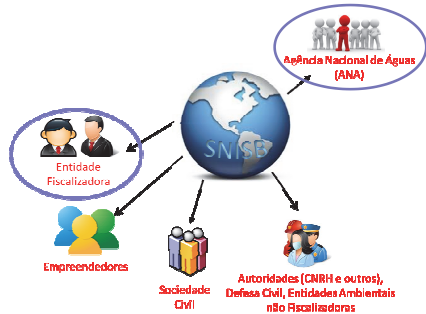 Agência Nacional de Águas
(ANA)
SNISB
Entidade
Fiscalizadora
Empreendedores
Sociedade
Civil
Autoridades (CNRH e outros),
Defesa Civil, Entidades Ambientais
não Fiscalizadoras